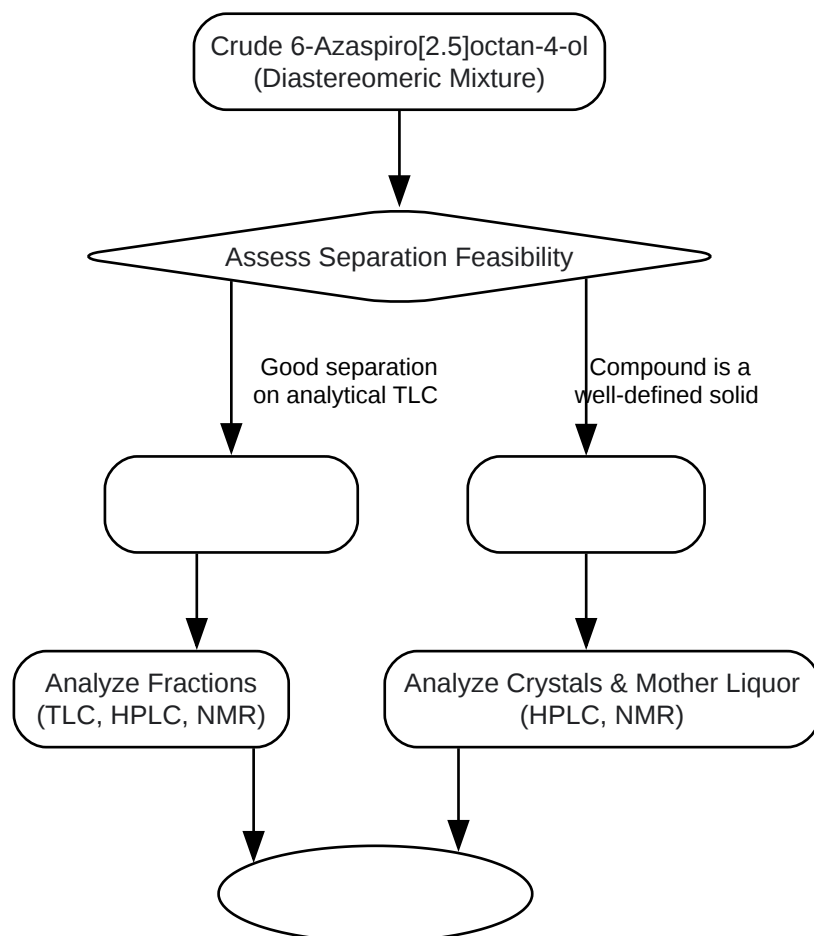 Crude 6-Azaspiro[2.5]octan-4-ol
(Diastereomeric Mixture)
Assess Separation Feasibility
Good separation
on analytical TLC
Compound is a
well-defined solid
Analyze Fractions
(TLC, HPLC, NMR)
Analyze Crystals & Mother Liquor
(HPLC, NMR)